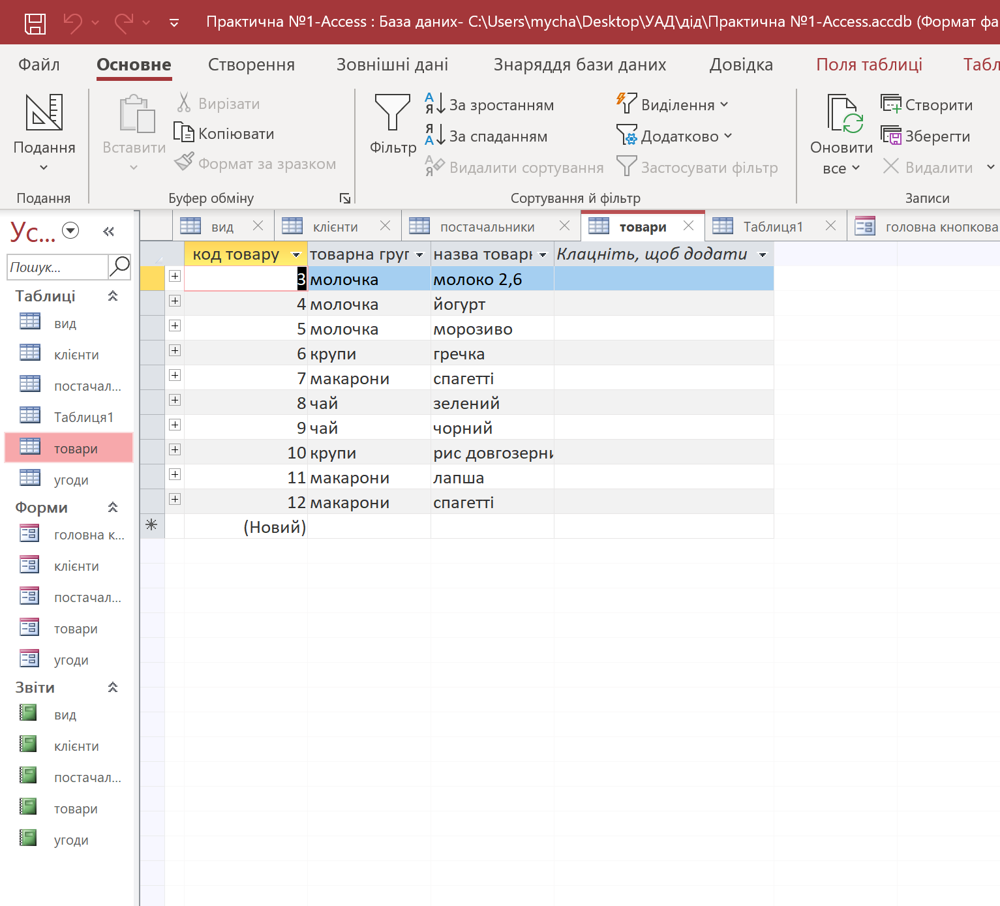 Практична №1-Access : База даних- C:\Users\mycha\Desktop\УАД\дід\Практична №1-Access.accdb (Формат фа
Файл Основне Створення Зовнішні дані Знаряддя бази даних Довідка Поля таблиці Табл
Подання
Подання
Вставити
Вирізати
Копіювати
Формат за зразком
Буфер обміну
Фільтр
За зростанням
За спаданням
Видалити сортування
Виділення
Додатково
Застосувати фільтр
Сортування й фільтр
Оновити
все
Створити
Зберегти
Видалити
Записи
Ус...
Пошук...
Таблиці
вид
клієнти
постачал...
Таблиця1
товари
угоди
Форми
головна к...
клієнти
постачал...
товари
угоди
Звіти
вид
клієнти
постачал...
товари
угоди
вид клієнти постачальники товари Таблиця1 головна кнопкова
код товару товарна груг назва товарн Клацніть, щоб додати
3 молочка молоко 2,6
4 молочка йогурт
5 молочка морозиво
6 крупи гречка
7 макарони спагетті
8 чай зелений
9 чай чорний
10 крупи рис довгозерни
11 макарони лапша
12 макарони спагетті
(Новий)